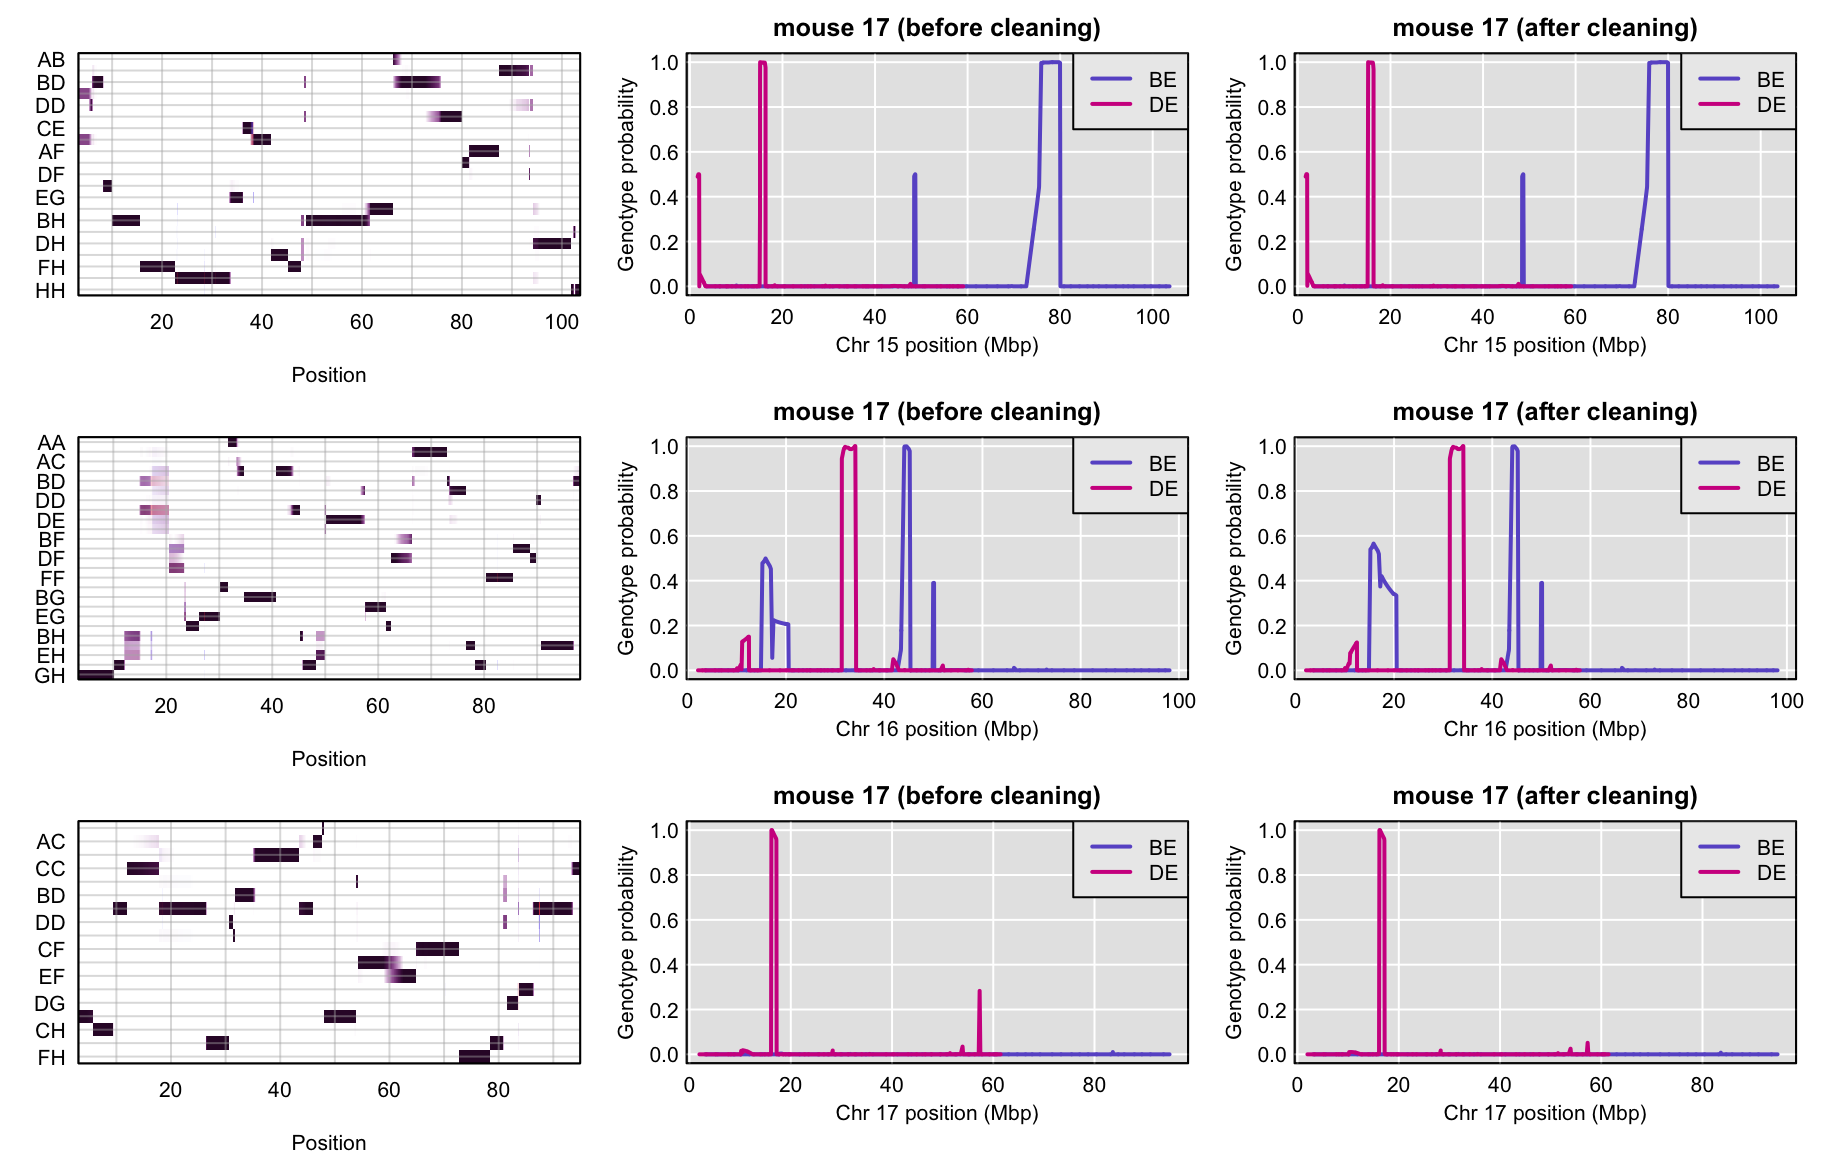 mouse 17 (before cleaning)
mouse 17 (after cleaning)
AB
BD
DD
CE
AF
DF
EG
BH
DH
FH
HH
20 40 60 80 100
Position
Genotype probability
1.0
0.8
0.6
0.4
0.2
0.0
BE
DE
0 20 40 60 80 100
Chr 15 position (Mbp)
Genotype probability
1.0
0.8
0.6
0.4
0.2
0.0
BE
DE
0 20 40 60 80 100
Chr 15 position (Mbp)
mouse 17 (before cleaning)
mouse 17 (after cleaning)
AA
AC
BD
DD
DE
BF
DF
FF
BG
EG
BH
EH
GH
20 40 60 80
Position
Genotype probability
1.0
0.8
0.6
0.4
0.2
0.0
BE
DE
0 20 40 60 80 100
Chr 16 position (Mbp)
Genotype probability
1.0
0.8
0.6
0.4
0.2
0.0
BE
DE
0 20 40 60 80 100
Chr 16 position (Mbp)
mouse 17 (before cleaning)
mouse 17 (after cleaning)
AC
CC
BD
DD
CF
EF
DG
CH
FH
20 40 60 80
Position
Genotype probability
1.0
0.8
0.6
0.4
0.2
0.0
BE
DE
0 20 40 60 80
Chr 17 position (Mbp)
Genotype probability
1.0
0.8
0.6
0.4
0.2
0.0
BE
DE
0 20 40 60 80
Chr 17 position (Mbp)